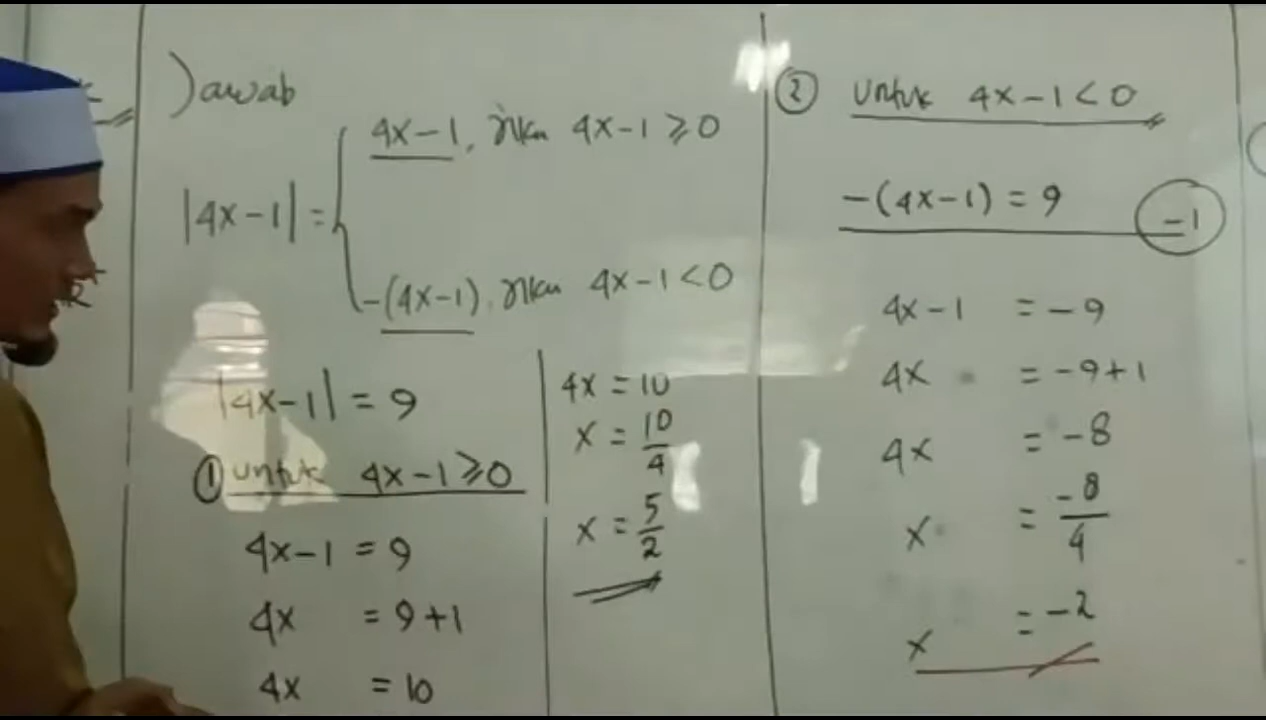 Jawab
4x-1, jika 4x-1 ≥ 0
|4x-1| =
-(4x-1), jika 4x-1 < 0
|4x-1| = 9
① untuk 4x-1 ≥ 0
4x-1 = 9
4x = 9+1
4x = 10
4x = 10
x = 10/4
x = 5/2
② untuk 4x-1 < 0
-(4x-1) = 9
-1
4x-1 = -9
4x = -9+1
4x = -8
x = -8/4
x = -2